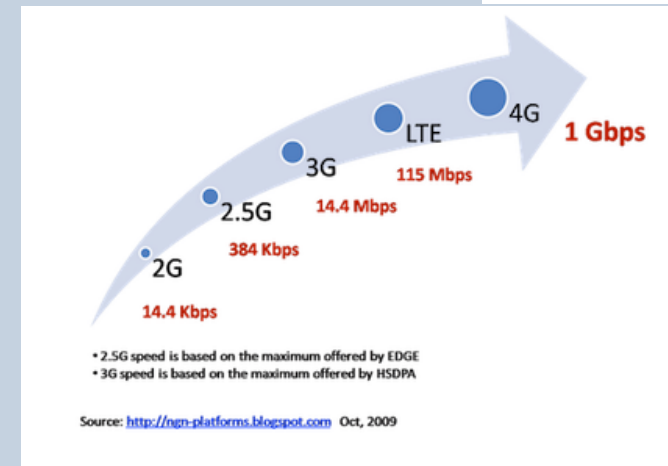 4G
1 Gbps
LTE
115 Mbps
3G
14.4 Mbps
2.5G
384 Kbps
2G
14.4 Kbps
• 2.5G speed is based on the maximum offered by EDGE
• 3G speed is based on the maximum offered by HSDPA
Source: http://ngn-platforms.blogspot.com Oct, 2009